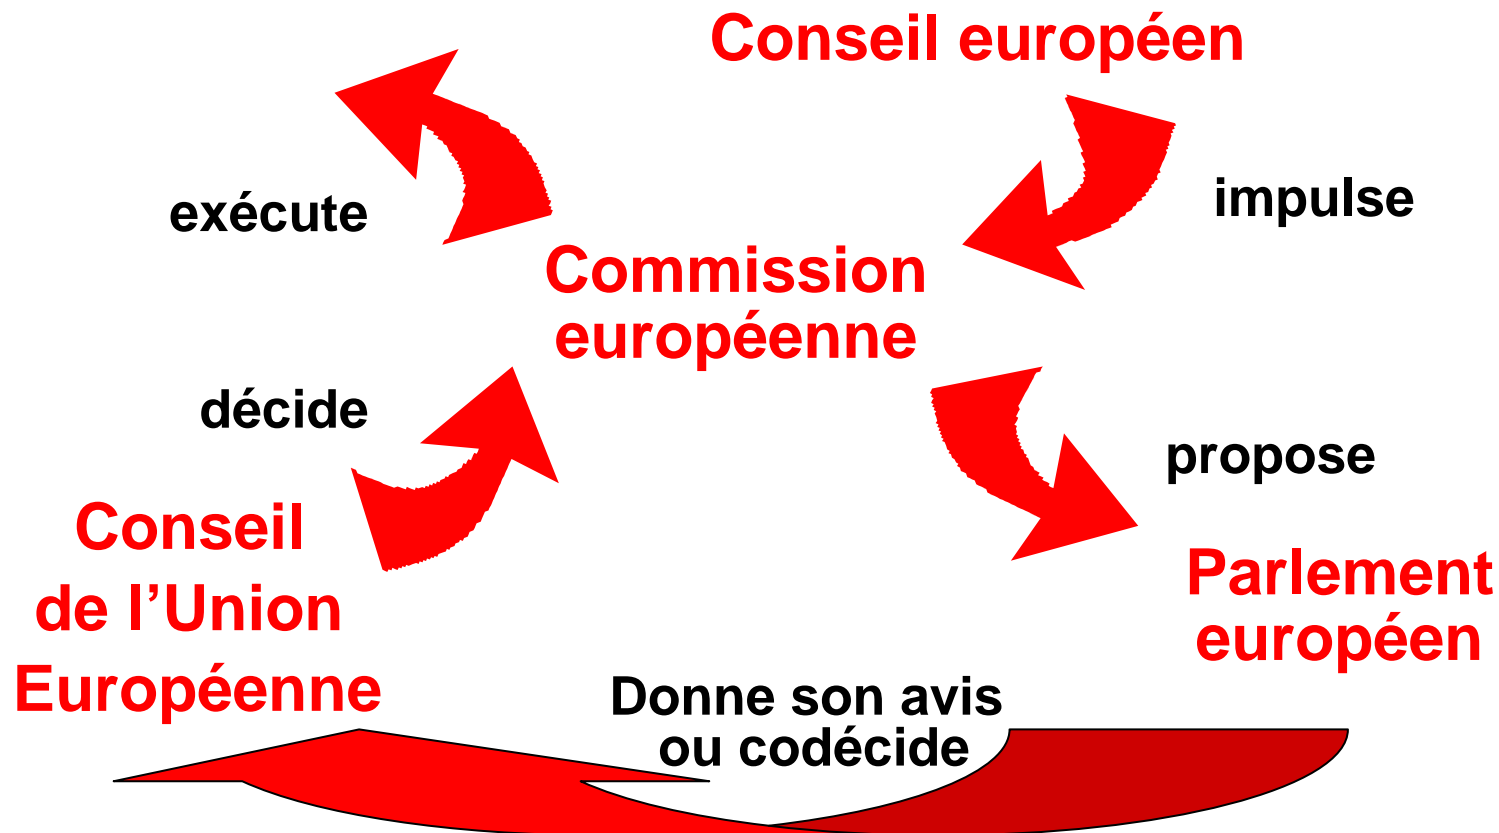 Conseil européen
impulse
exécute
Commission
européenne
décide
propose
Conseil
de l’Union
Européenne
Parlement
européen
Donne son avis
ou codécide